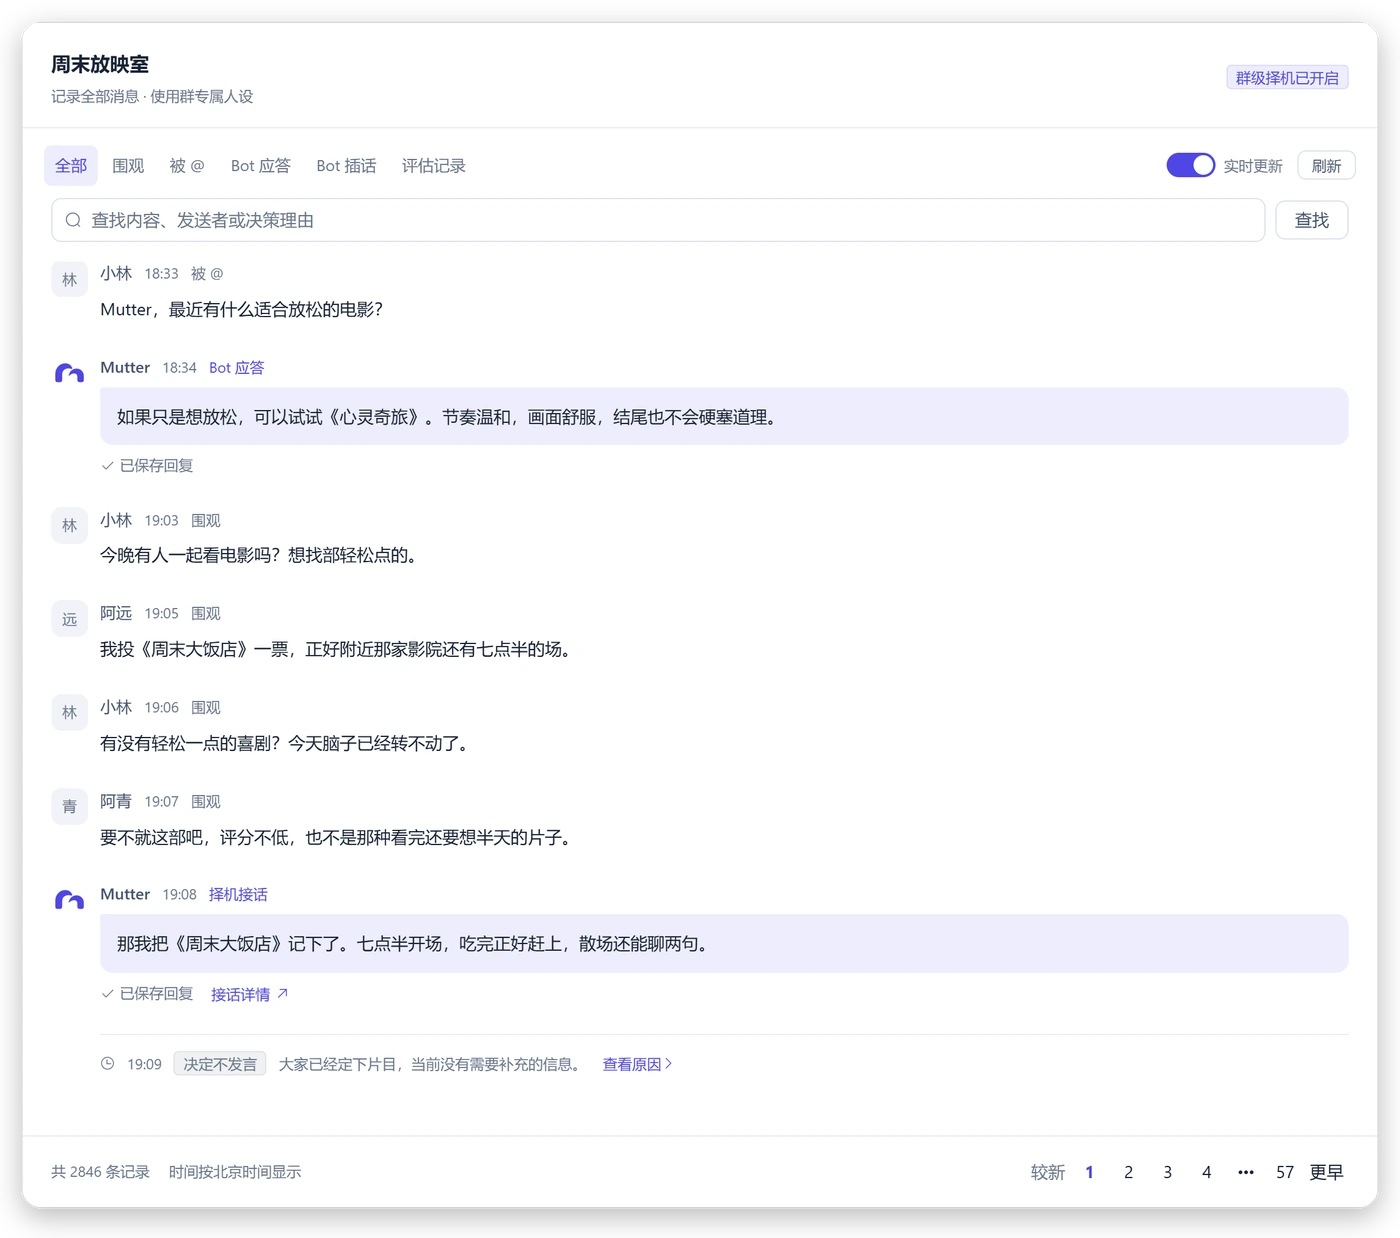 周末放映室
记录全部消息 · 使用群专属人设
群级择机已开启
全部 围观 被 @ Bot 应答 Bot 插话 评估记录
实时更新 刷新
查找内容、发送者或决策理由
查找
林 小林 18:33 被 @
Mutter，最近有什么适合放松的电影？
Mutter 18:34 Bot 应答
如果只是想放松，可以试试《心灵奇旅》。节奏温和，画面舒服，结尾也不会硬塞道理。
已保存回复
林 小林 19:03 围观
今晚有人一起看电影吗？想找部轻松点的。
远 阿远 19:05 围观
我投《周末大饭店》一票，正好附近那家影院还有七点半的场。
林 小林 19:06 围观
有没有轻松一点的喜剧？今天脑子已经转不动了。
青 阿青 19:07 围观
要不就这部吧，评分不低，也不是那种看完还要想半天的片子。
Mutter 19:08 择机接话
那我把《周末大饭店》记下了。七点半开场，吃完正好赶上，散场还能聊两句。
已保存回复 接话详情
19:09 决定不发言 大家已经定下片目，当前没有需要补充的信息。 查看原因
共 2846 条记录 时间按北京时间显示
较新 1 2 3 4 ••• 57 更早